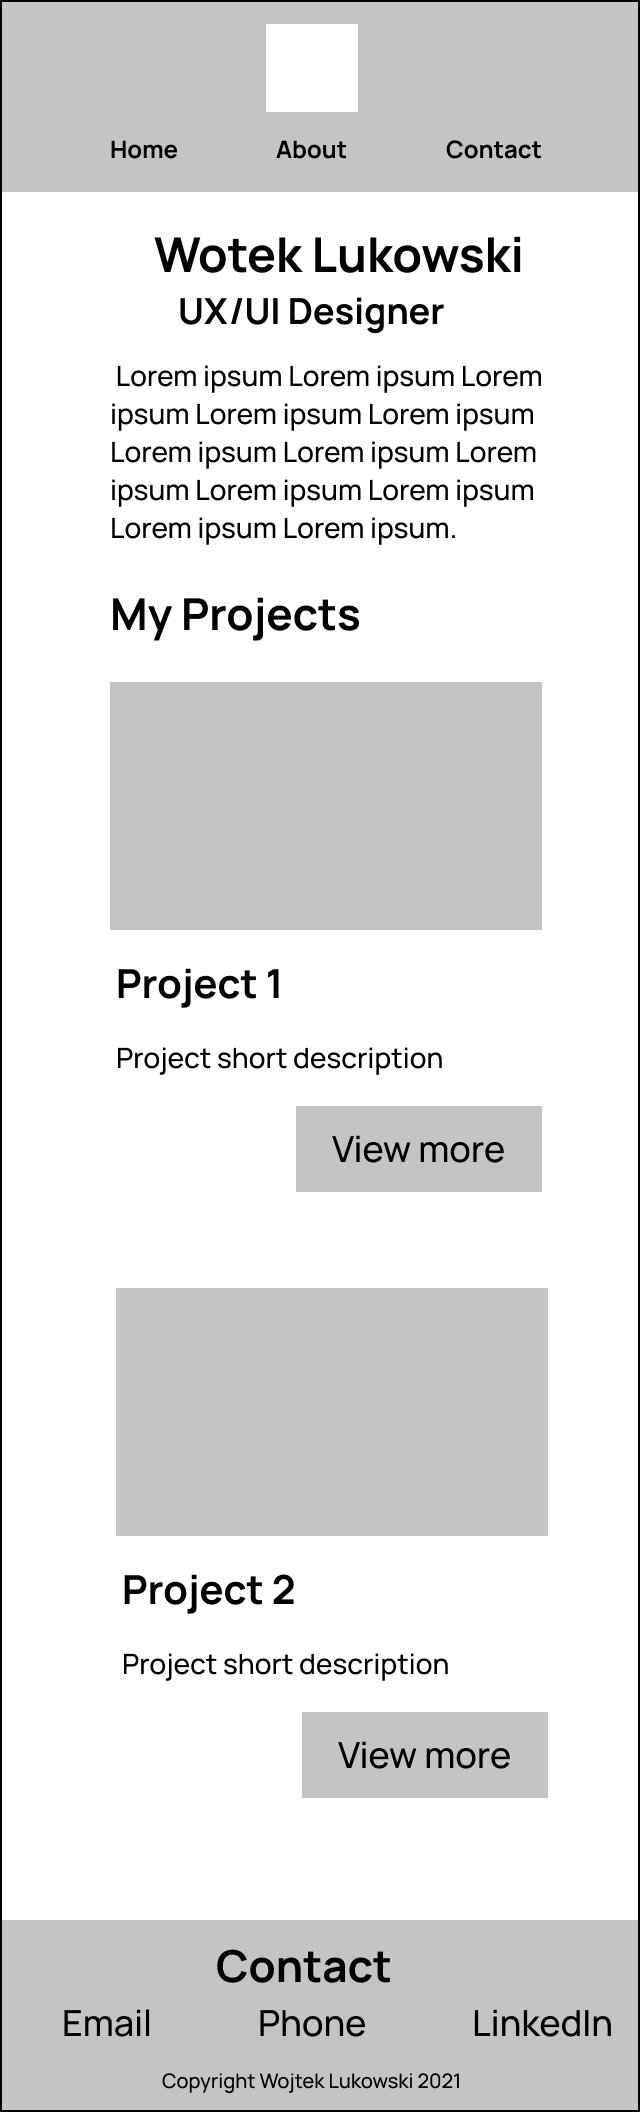 Home About Contact
Wotek Lukowski
UX/UI Designer
Lorem ipsum Lorem ipsum Lorem
ipsum Lorem ipsum Lorem ipsum
Lorem ipsum Lorem ipsum Lorem
ipsum Lorem ipsum Lorem ipsum
Lorem ipsum Lorem ipsum.
My Projects
Project 1
Project short description
View more
Project 2
Project short description
View more
Contact
Email Phone LinkedIn
Copyright Wojtek Lukowski 2021